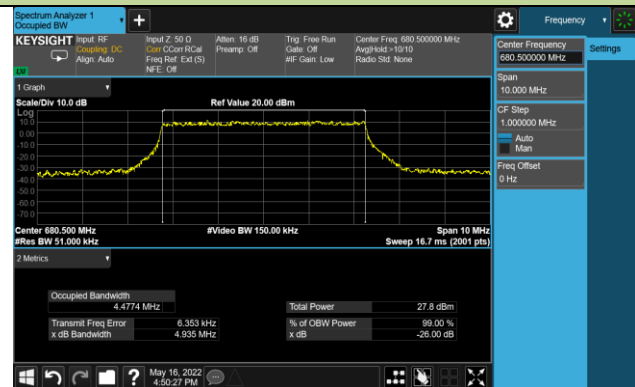 Spectrum Analyzer 1
Occupied BW
+
Frequency
KEYSIGHT
Input: RF
Coupling: DC
Align: Auto
Input Z: 50 Ω
Corr CCorr RCal
Freq Ref: Ext (S)
NFE: Off
Atten: 16 dB
Preamp: Off
Trig: Free Run
Gate: Off
#IF Gain: Low
Center Freq: 680.500000 MHz
Avg|Hold:>10/10
Radio Std: None
Center Frequency
680.500000 MHz
Settings
Span
10.000 MHz
CF Step
1.000000 MHz
Auto
Man
Freq Offset
0 Hz
1 Graph
Scale/Div 10.0 dB
Ref Value 20.00 dBm
Log
10.0
0.00
-10.0
-20.0
-30.0
-40.0
-50.0
-60.0
-70.0
Center 680.500 MHz
#Video BW 150.00 kHz
Span 10 MHz
#Res BW 51.000 kHz
Sweep 16.7 ms (2001 pts)
2 Metrics
Occupied Bandwidth
4.4774 MHz
Total Power
27.8 dBm
Transmit Freq Error
6.353 kHz
% of OBW Power
99.00 %
x dB Bandwidth
4.935 MHz
x dB
-26.00 dB
?
May 16, 2022
4:50:27 PM